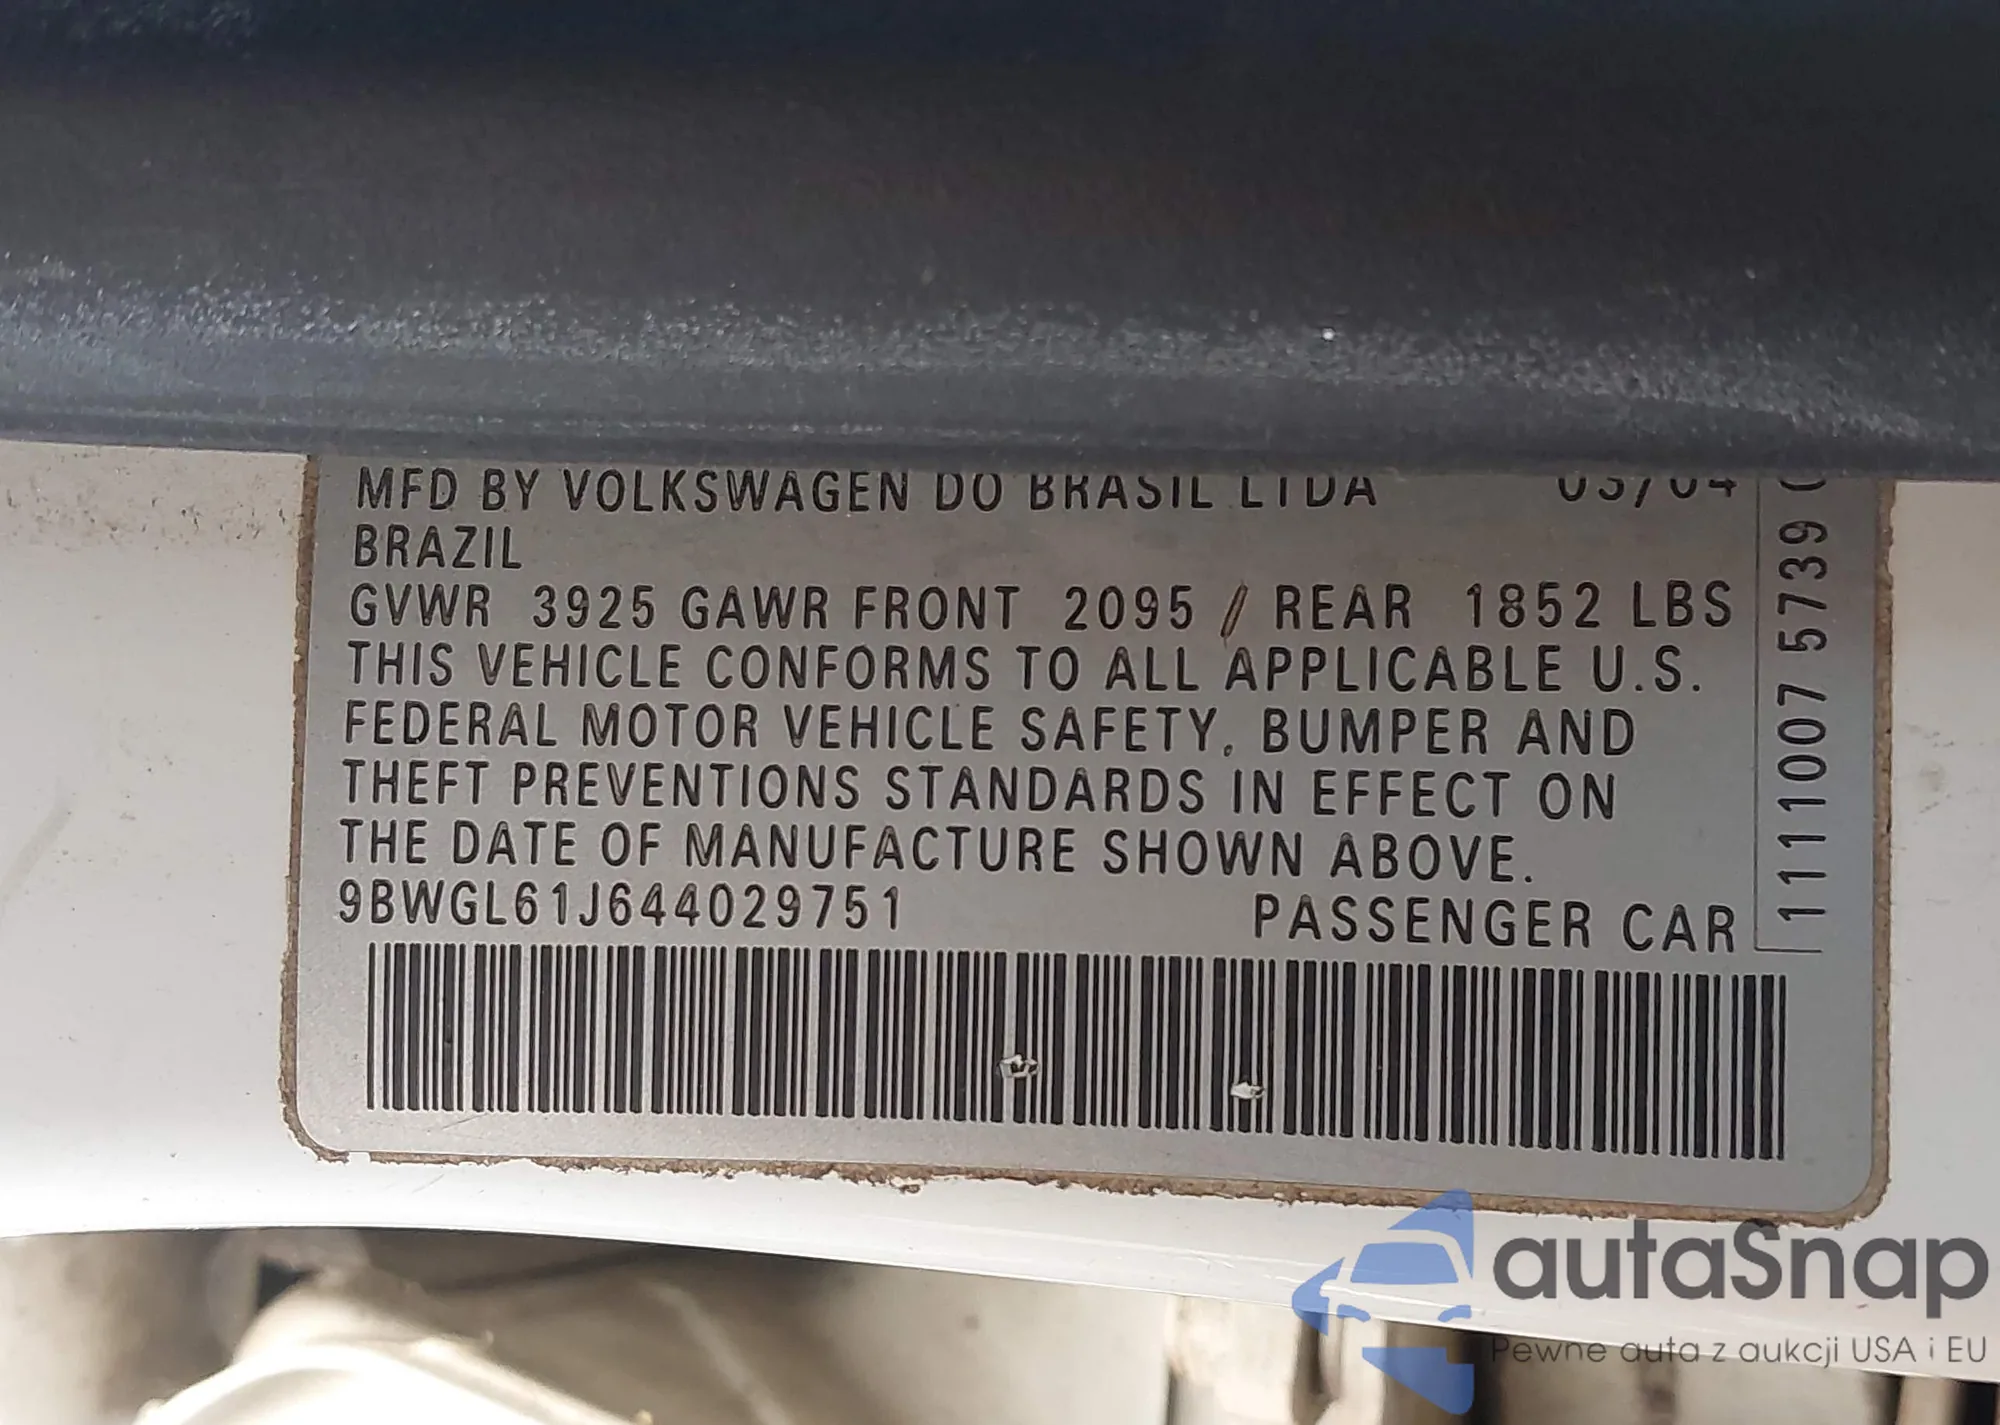 MFD BY VOLKSWAGEN DO BRASIL LTDA 03/04
BRAZIL
GVWR 3925 GAWR FRONT 2095 / REAR 1852 LBS
THIS VEHICLE CONFORMS TO ALL APPLICABLE U.S.
FEDERAL MOTOR VEHICLE SAFETY, BUMPER AND
THEFT PREVENTIONS STANDARDS IN EFFECT ON
THE DATE OF MANUFACTURE SHOWN ABOVE.
9BWGL61J644029751 PASSENGER CAR
1111007 5739
autaSnap
Pewne auta z aukcji USA i EU